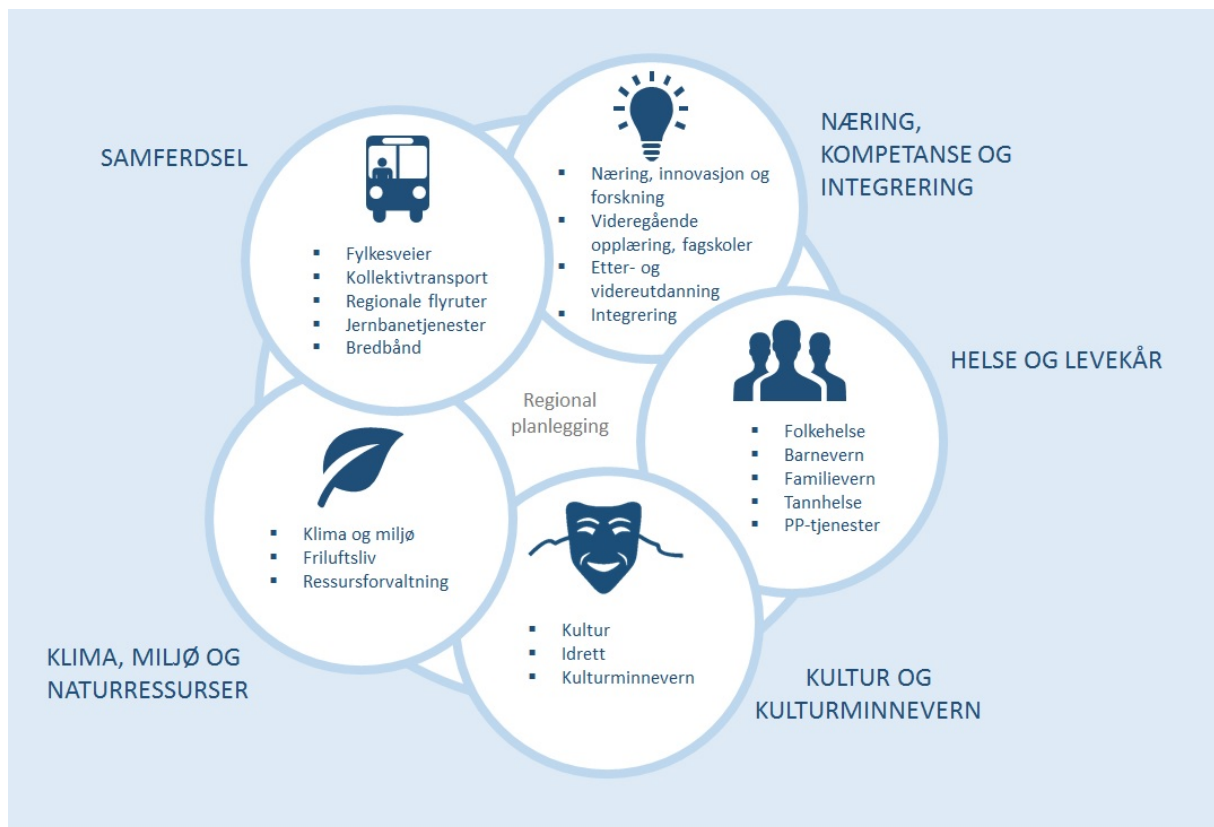 SAMFERDSEL
▪ Fylkesveier
▪ Kollektivtransport
▪ Regionale flyruter
▪ Jernbanetjenester
▪ Bredbånd
NÆRING,
KOMPETANSE OG
INTEGRERING
▪ Næring, innovasjon og
forskning
▪ Videregående
opplæring, fagskoler
▪ Etter- og
videreutdanning
▪ Integrering
HELSE OG LEVEKÅR
▪ Folkehelse
▪ Barnevern
▪ Familievern
▪ Tannhelse
▪ PP-tjenester
Regional
planlegging
▪ Klima og miljø
▪ Friluftsliv
▪ Ressursforvaltning
KLIMA, MILJØ OG
NATURRESSURSER
▪ Kultur
▪ Idrett
▪ Kulturminnevern
KULTUR OG
KULTURMINNEVERN